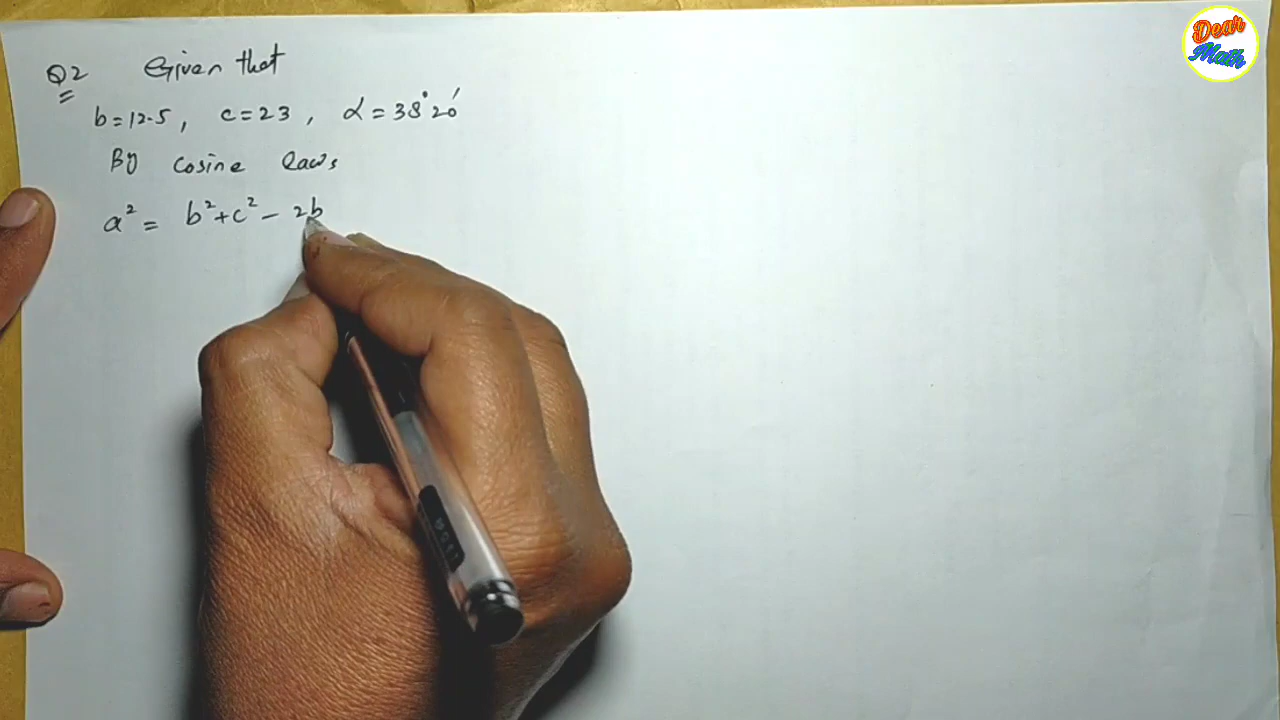 Dear
Math
Q2 Given that
b=12.5, c=23, α=38°20′
By cosine laws
a² = b²+c² - 2b